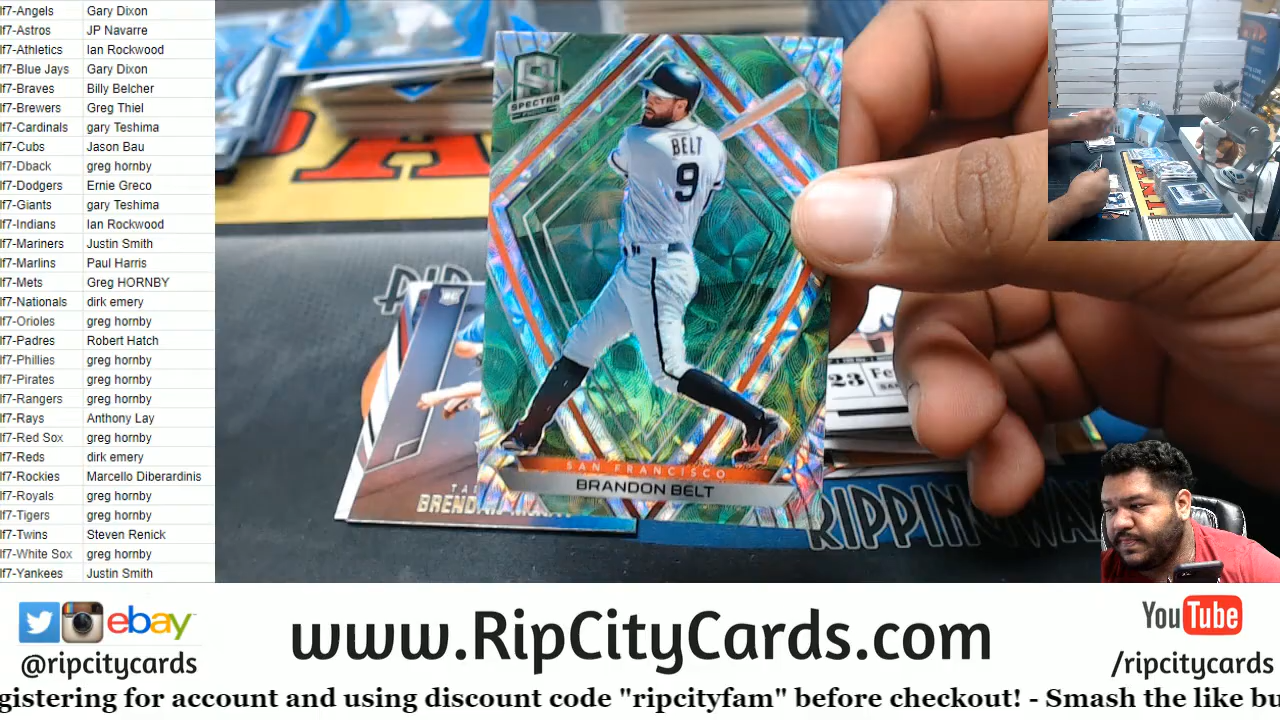 lf7-Angels Gary Dixon
lf7-Astros JP Navarre
lf7-Athletics Ian Rockwood
lf7-Blue Jays Gary Dixon
lf7-Braves Billy Belcher
lf7-Brewers Greg Thiel
lf7-Cardinals gary Teshima
lf7-Cubs Jason Bau
lf7-Dback greg hornby
lf7-Dodgers Ernie Greco
lf7-Giants gary Teshima
lf7-Indians Ian Rockwood
lf7-Mariners Justin Smith
lf7-Marlins Paul Harris
lf7-Mets Greg HORNBY
lf7-Nationals dirk emery
lf7-Orioles greg hornby
lf7-Padres Robert Hatch
lf7-Phillies greg hornby
lf7-Pirates greg hornby
lf7-Rangers greg hornby
lf7-Rays Anthony Lay
lf7-Red Sox greg hornby
lf7-Reds dirk emery
lf7-Rockies Marcello Diberardinis
lf7-Royals greg hornby
lf7-Tigers greg hornby
lf7-Twins Steven Renick
lf7-White Sox greg hornby
lf7-Yankees Justin Smith
S
SPECTRA
BELT
9
SAN FRANCISCO
BRANDON BELT
RIP
RC
23 Fe
BREND
RIPPIN WAX
ebay
@ripcitycards
www.RipCityCards.com
YouTube
/ripcitycards
gistering for account and using discount code "ripcityfam" before checkout! - Smash the like bu